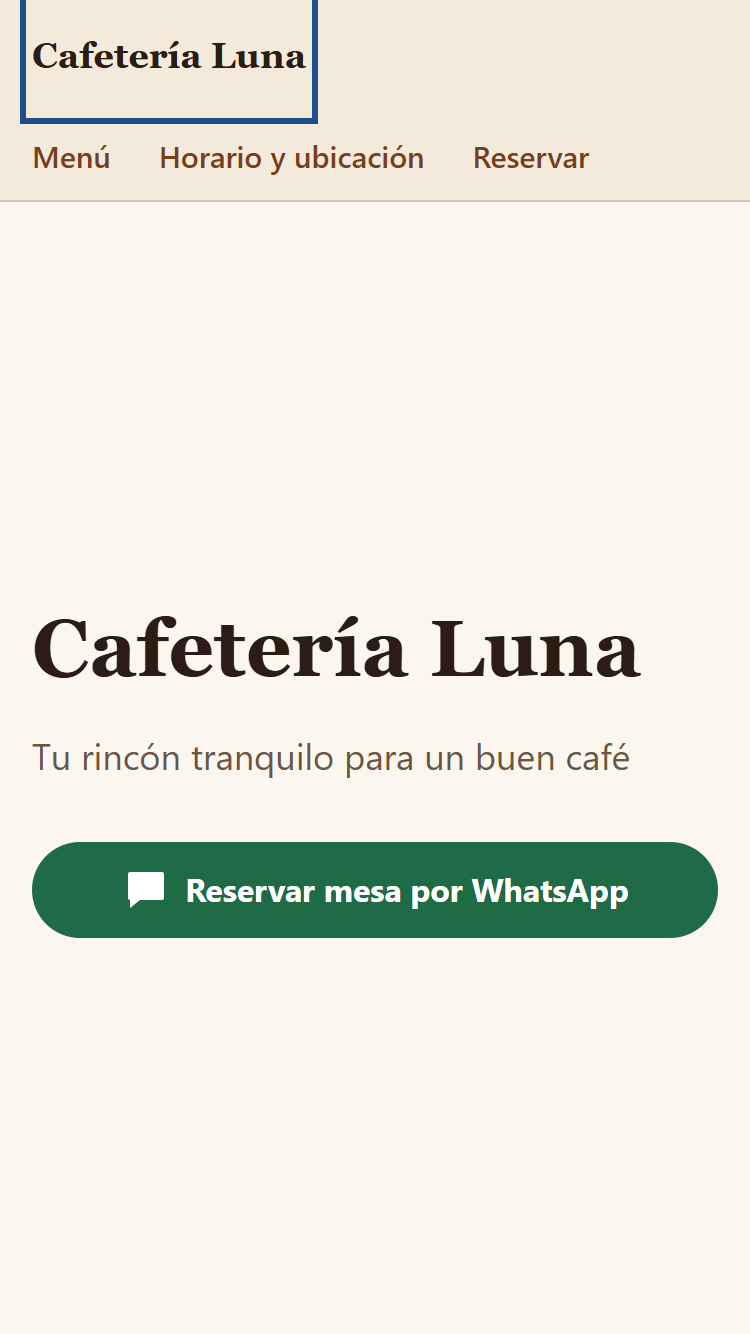 Cafetería Luna
Menú Horario y ubicación Reservar
Cafetería Luna
Tu rincón tranquilo para un buen café
Reservar mesa por WhatsApp